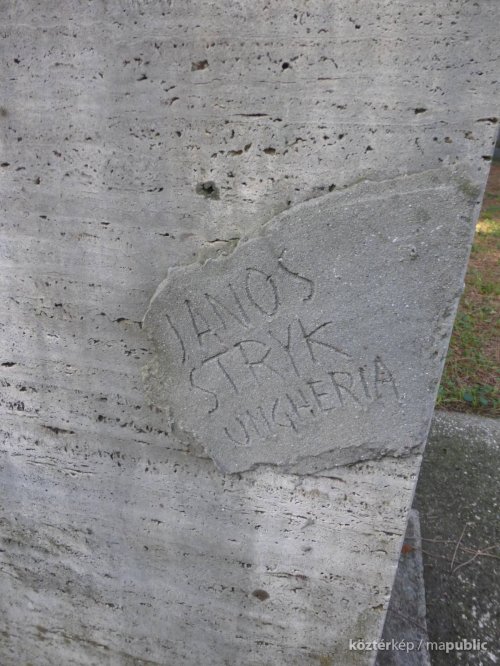 JANOS
STRYK
UNGHERIA
köztérkép / mapublic